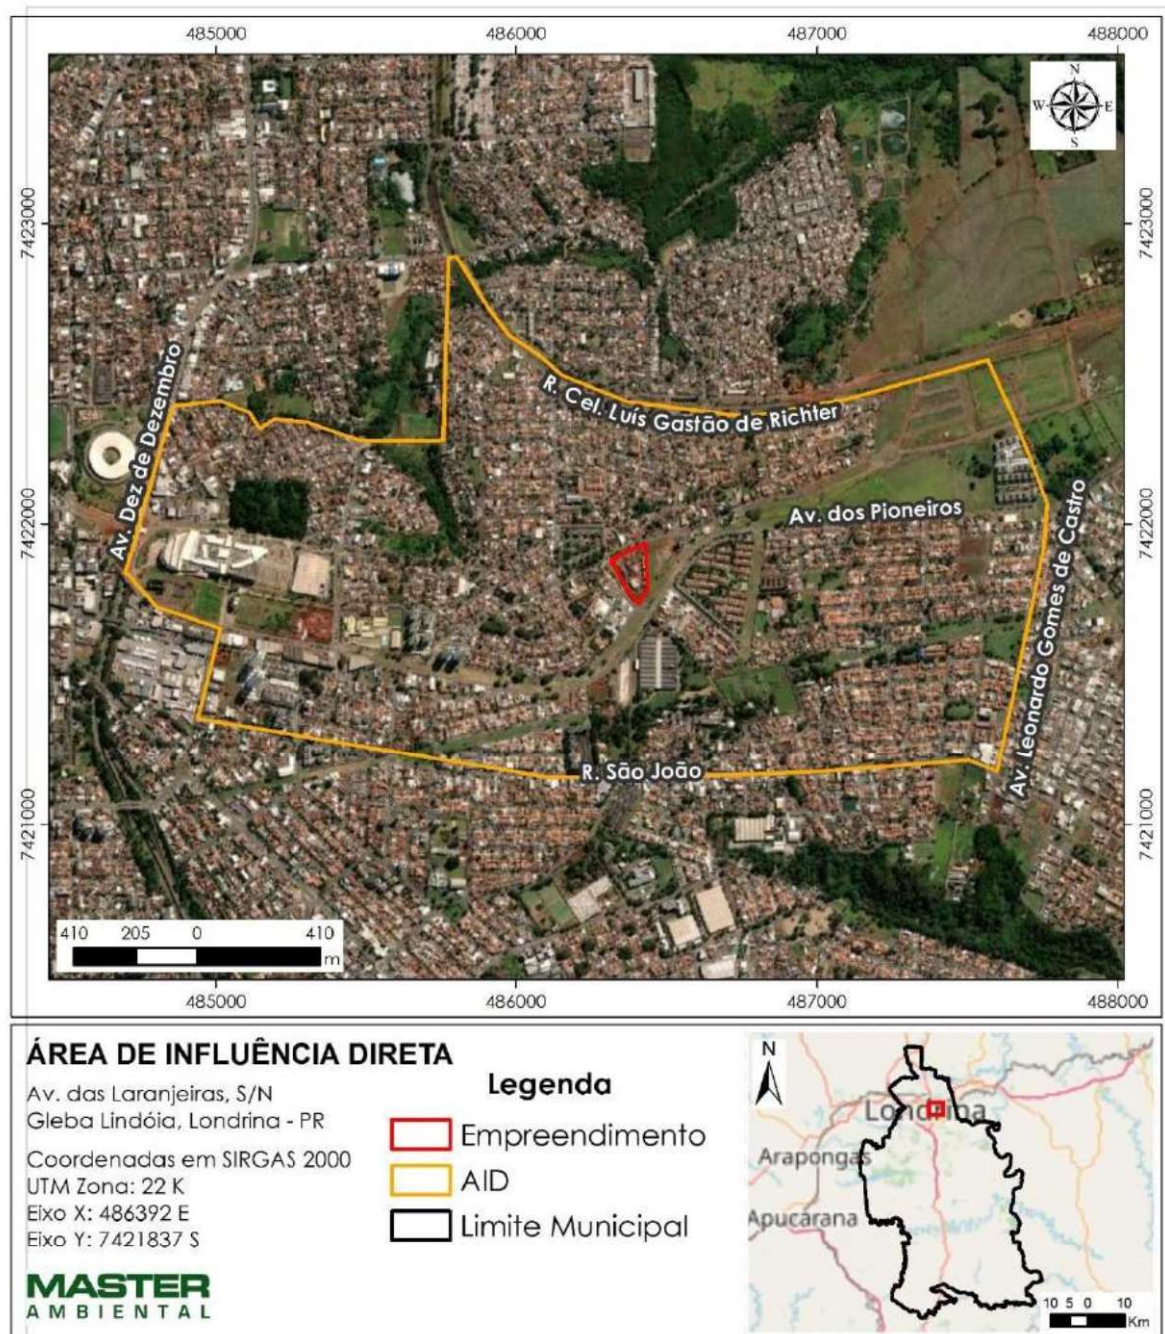 485000 486000 487000 488000
N
W E
S
7423000 7423000
Av. Dez de Dezembro
R. Cel. Luís Gastão de Richter
7422000 7422000
Av. dos Pioneiros
Av. Leonardo Gomes de Castro
R. São João
7421000 7421000
410 205 0 410
m
485000 486000 487000 488000
ÁREA DE INFLUÊNCIA DIRETA
Av. das Laranjeiras, S/N
Gleba Lindóia, Londrina - PR
Coordenadas em SIRGAS 2000
UTM Zona: 22 K
Eixo X: 486392 E
Eixo Y: 7421837 S
MASTER
AMBIENTAL
Legenda
Empreendimento
AID
Limite Municipal
N
Londrina
Arapongas
Apucarana
10 5 0 10
Km